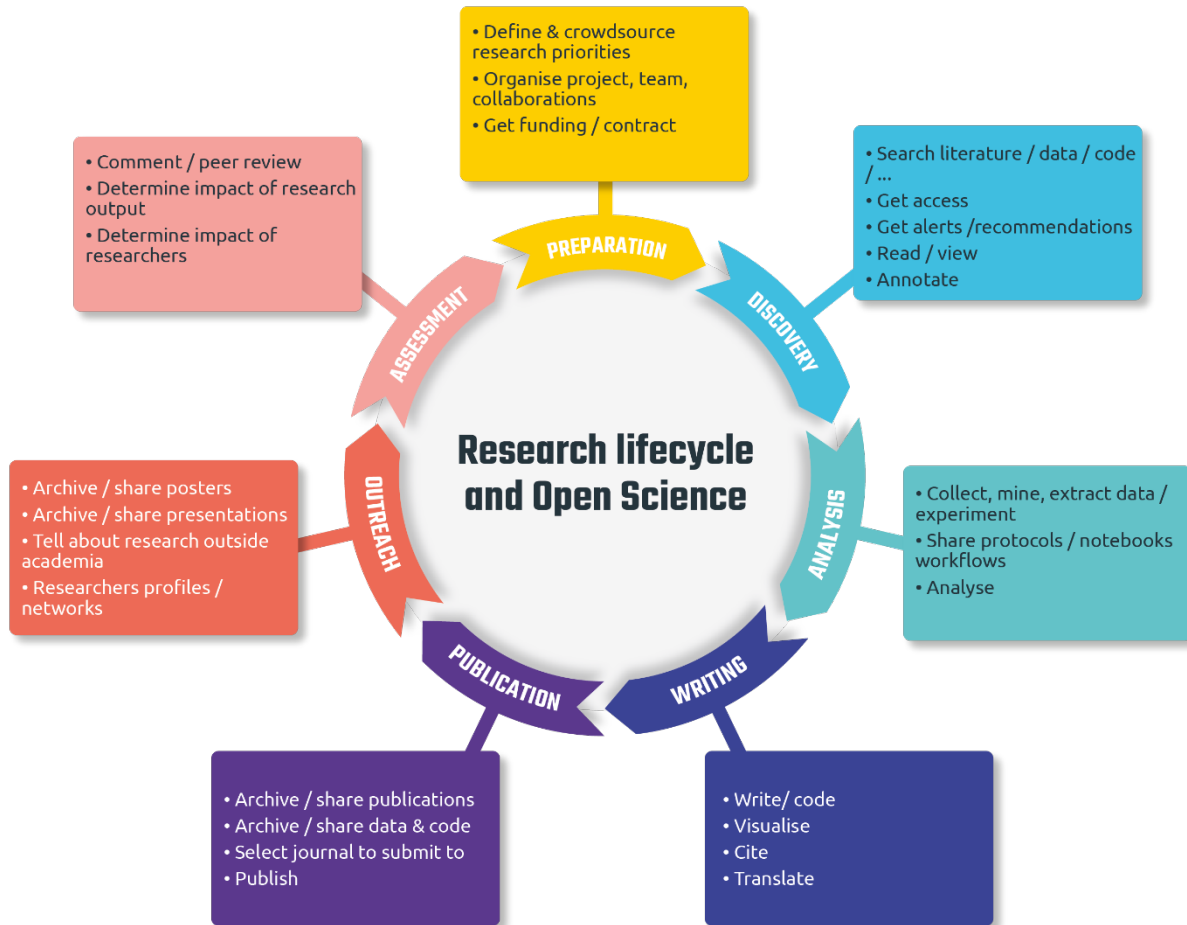 • Define & crowdsource
research priorities
• Organise project, team,
collaborations
• Get funding / contract
PREPARATION
• Search literature / data / code
/ ...
• Get access
• Get alerts /recommendations
• Read / view
• Annotate
DISCOVERY
• Collect, mine, extract data /
experiment
• Share protocols / notebooks
workflows
• Analyse
ANALYSIS
• Write/ code
• Visualise
• Cite
• Translate
WRITING
• Archive / share publications
• Archive / share data & code
• Select journal to submit to
• Publish
PUBLICATION
• Archive / share posters
• Archive / share presentations
• Tell about research outside
academia
• Researchers profiles /
networks
OUTREACH
• Comment / peer review
• Determine impact of research
output
• Determine impact of
researchers
ASSESSMENT
Research lifecycle
and Open Science